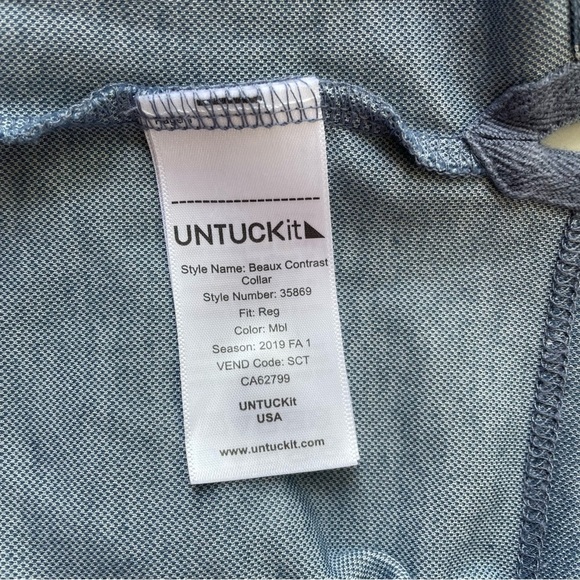 UNTUCKit
Style Name: Beaux Contrast
Collar
Style Number: 35869
Fit: Reg
Color: Mbl
Season: 2019 FA 1
VEND Code: SCT
CA62799
UNTUCKit
USA
www.untuckit.com